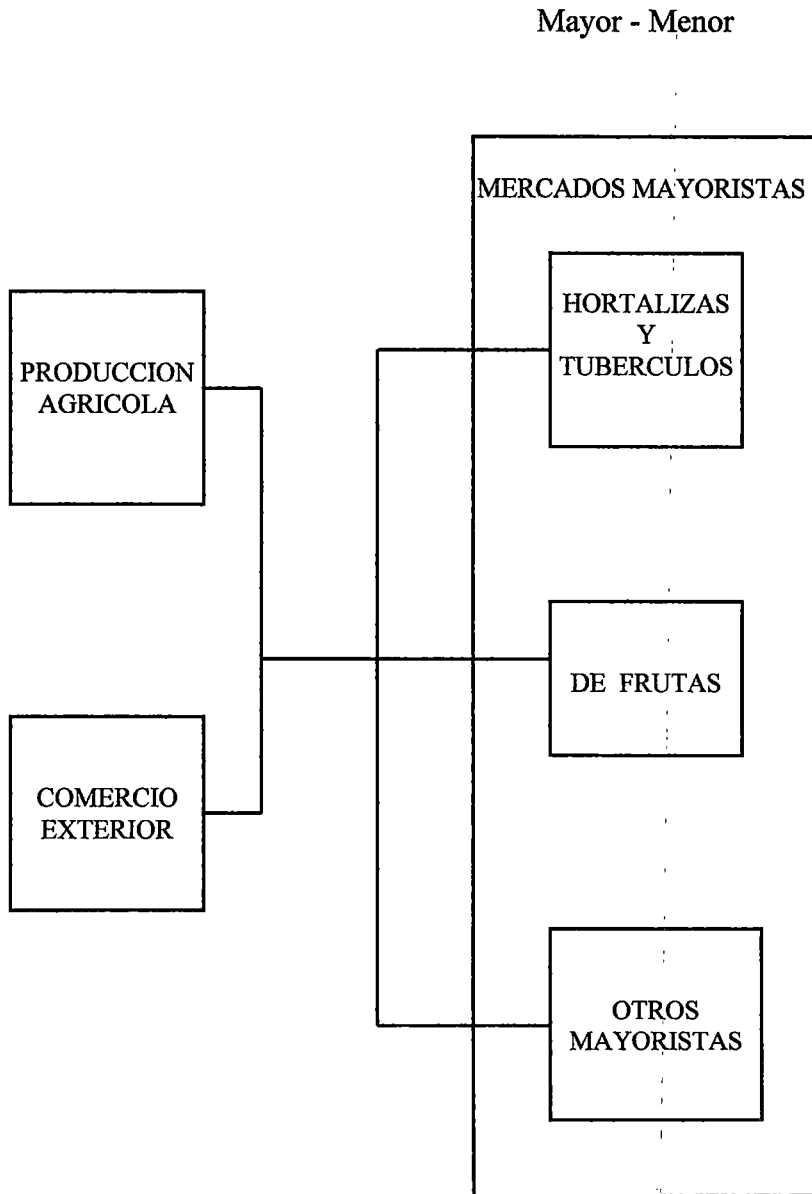 Mayor - Menor
MERCADOS MAYORISTAS
HORTALIZAS
Y
TUBERCULOS
PRODUCCION
AGRICOLA
DE FRUTAS
COMERCIO
EXTERIOR
OTROS
MAYORISTAS